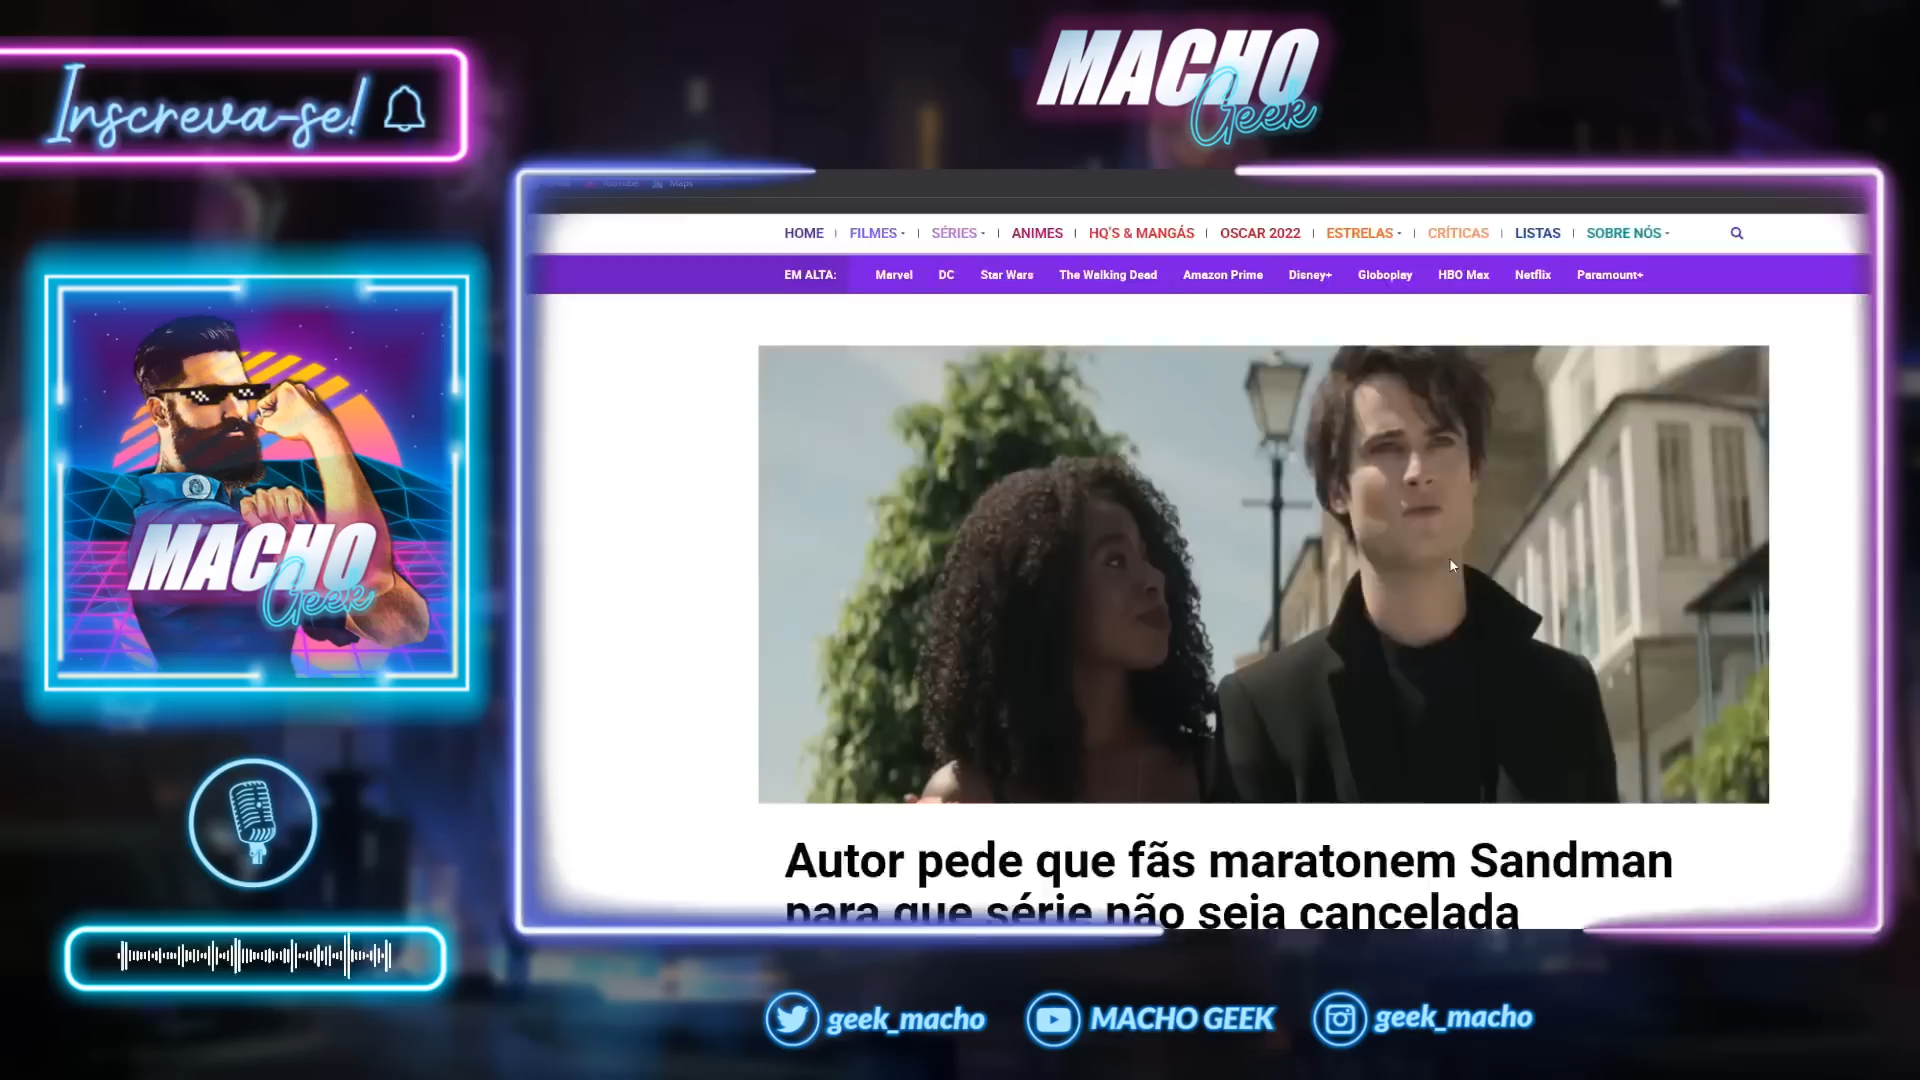 Inscreva-se!
MACHO
Geek
YouTube
Maps
HOME
FILMES
SÉRIES
ANIMES
HQ'S & MANGÁS
OSCAR 2022
ESTRELAS
CRÍTICAS
LISTAS
SOBRE NÓS
EM ALTA:
Marvel
DC
Star Wars
The Walking Dead
Amazon Prime
Disney+
Globoplay
HBO Max
Netflix
Paramount+
MACHO
Geek
Autor pede que fãs maratonem Sandman
para que série não seja cancelada
geek_macho
MACHO GEEK
geek_macho